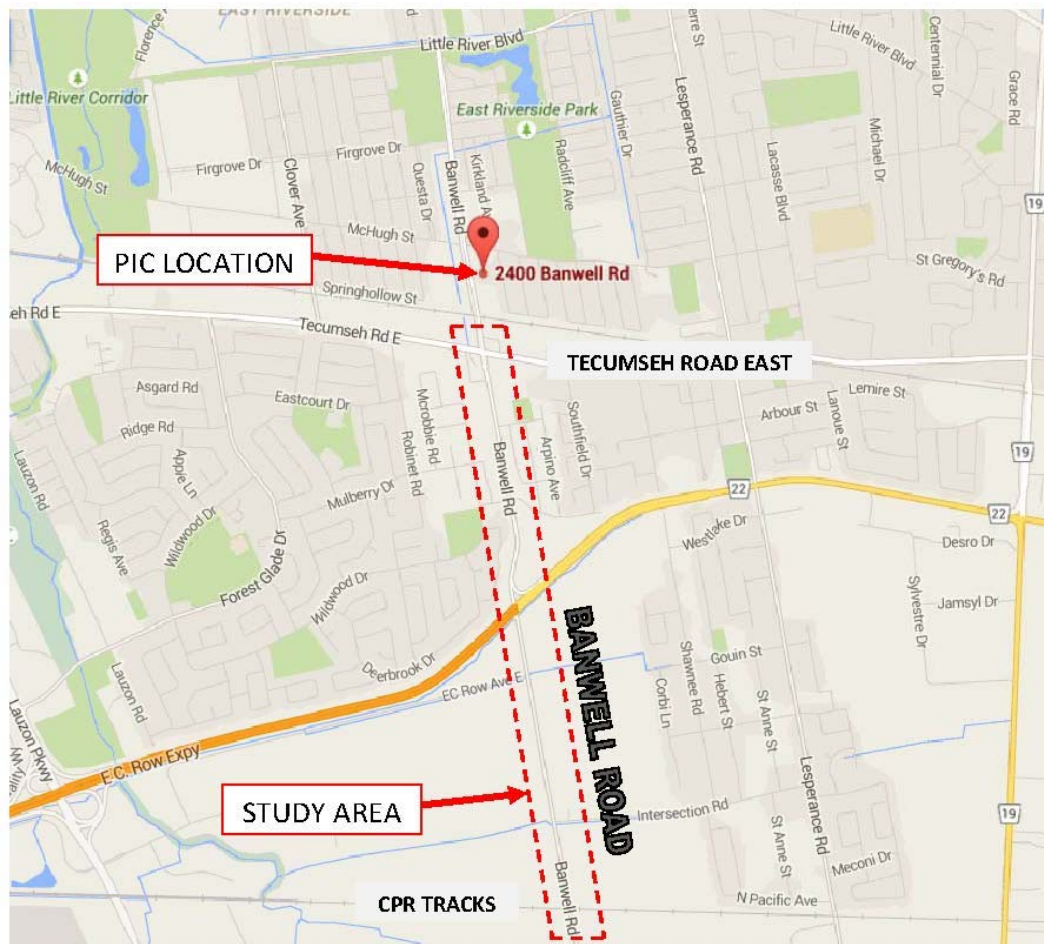 EAST RIVERSIDE
Florence
Little River Blvd
Little River Corridor
East Riverside Park
Gauthier Dr
Lesperance Rd
Little River Blvd
Centennial Dr
Grace Rd
McHugh St
Firgrove Dr
Firgrove Dr
Clover Ave
Questa Dr
Banwell Rd
Kirkland A
Radcliff Ave
Lacasse Blvd
Michael Dr
19
McHugh St
PIC LOCATION
2400 Banwell Rd
St Gregory's Rd
Springhollow St
eh Rd E
Tecumseh Rd E
TECUMSEH ROAD EAST
Asgard Rd
Eastcourt Dr
Mcrobbie Rd
Robinet Rd
Southfield Dr
Arpino Ave
Arbour St
Lanoue St
Lemire St
Ridge Rd
Apple Ln
Lauzon Rd
Banwell Rd
19
Mulberry Dr
22
22
Regis Ave
Wildwood Dr
Forest Glade Dr
Westlake Dr
Desro Dr
Wildwood Dr
Sylvestre Dr
Jamsyl Dr
BANWELL ROAD
Deerbrook Dr
Lauzon Rd
EC Row Ave E
Gouin St
Corbi Ln
Shawnee Rd
Hebert St
St Anne St
Lauzon Pkwy
E.C. Row Expy
Lesperance Rd
STUDY AREA
Intersection Rd
19
St Anne St
Meconi Dr
Banwell Rd
CPR TRACKS
N Pacific Ave